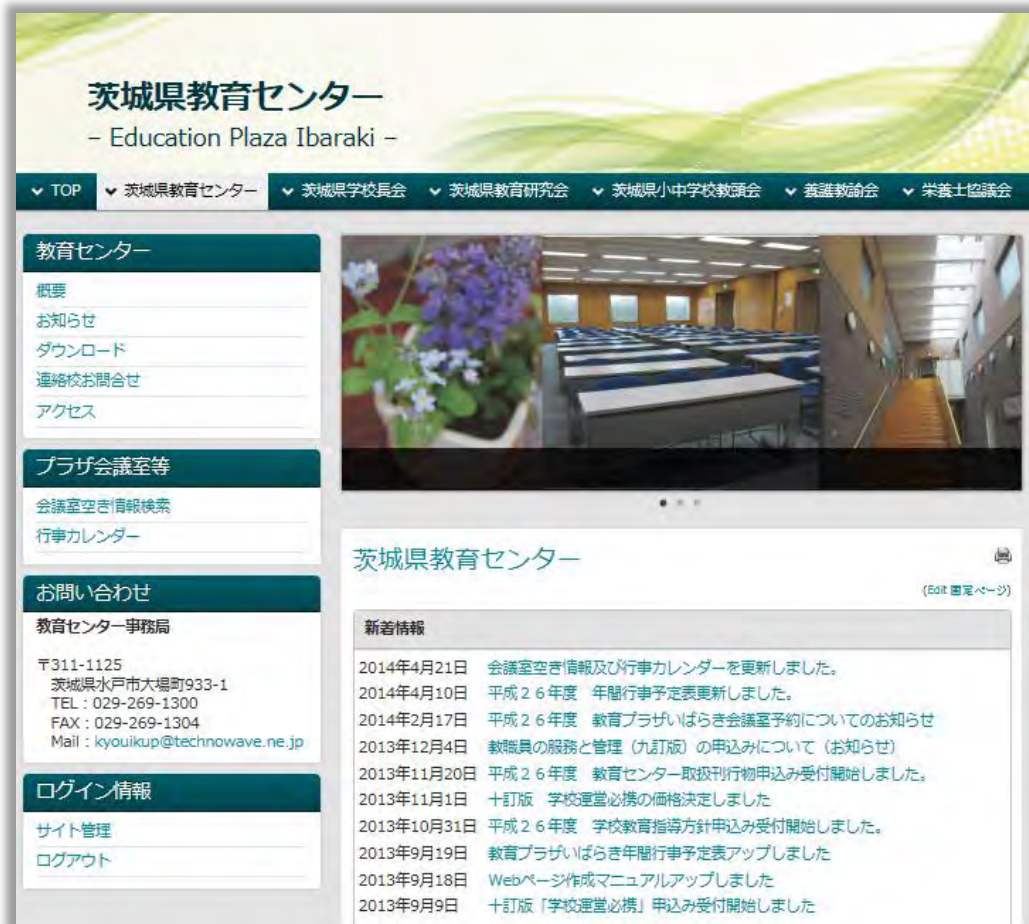 茨城県教育センター
– Education Plaza Ibaraki –
TOP 茨城県教育センター 茨城県学校長会 茨城県教育研究会 茨城県小中学校教頭会 養護教諭会 栄養士協議会
教育センター
概要
お知らせ
ダウンロード
連絡校お問合せ
アクセス
プラザ会議室等
会議室空き情報検索
行事カレンダー
お問い合わせ
教育センター事務局
〒311-1125
茨城県水戸市大場町933-1
TEL：029-269-1300
FAX：029-269-1304
Mail：kyouikup@technowave.ne.jp
ログイン情報
サイト管理
ログアウト
茨城県教育センター
(Edit 固定ページ)
新着情報
2014年4月21日 会議室空き情報及び行事カレンダーを更新しました。
2014年4月10日 平成２６年度　年間行事予定表更新しました。
2014年2月17日 平成２６年度　教育プラザいばらき会議室予約についてのお知らせ
2013年12月4日 教職員の服務と管理（九訂版）の申込みについて（お知らせ）
2013年11月20日 平成２６年度　教育センター取扱刊行物申込み受付開始しました。
2013年11月1日 十訂版　学校運営必携の価格決定しました
2013年10月31日 平成２６年度　学校教育指導方針申込み受付開始しました。
2013年9月19日 教育プラザいばらき年間行事予定表アップしました
2013年9月18日 Webページ作成マニュアルアップしました
2013年9月9日 十訂版「学校運営必携」申込み受付開始しました